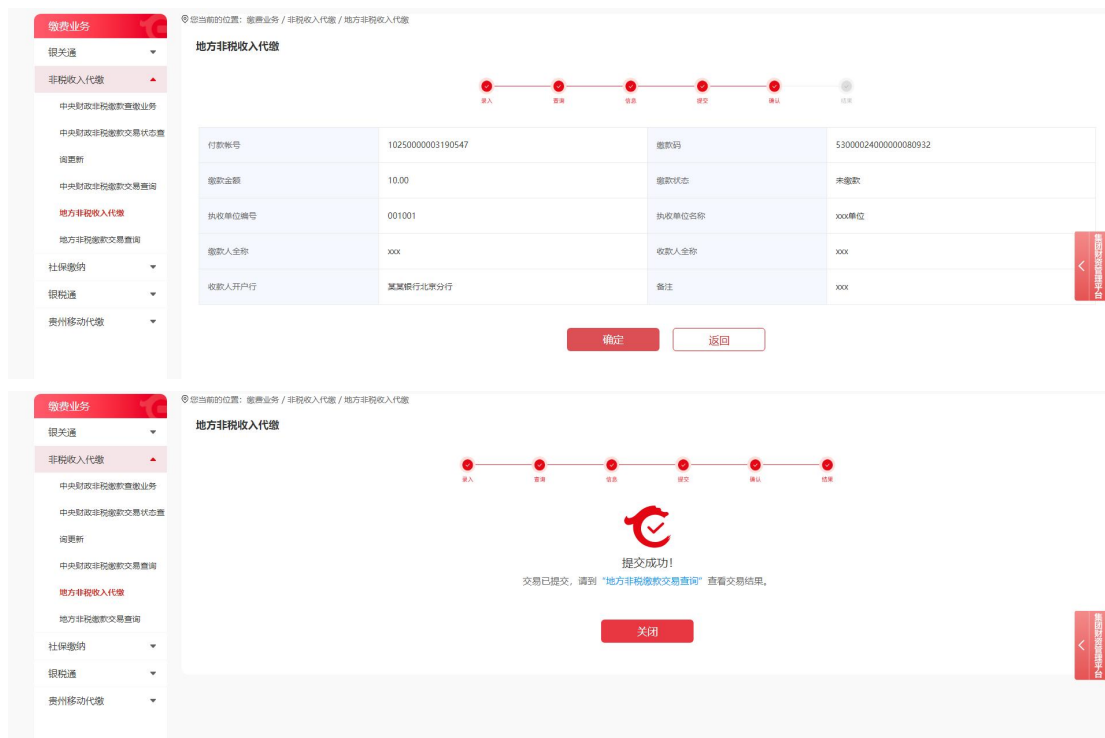 缴费业务
银关通
非税收入代缴
中央财政非税缴款查缴业务
中央财政非税缴款交易状态查
询更新
中央财政非税缴款交易查询
地方非税收入代缴
地方非税缴款交易查询
社保缴纳
银税通
贵州移动代缴
您当前的位置：缴费业务 / 非税收入代缴 / 地方非税收入代缴
地方非税收入代缴
录入 查询 信息 提交 确认 结果
付款帐号 10250000003190547 缴款码 53000024000000080932
缴款金额 10.00 缴款状态 未缴款
执收单位编号 001001 执收单位名称 xxx单位
缴款人全称 xxx 收款人全称 xxx
收款人开户行 某某银行北京分行 备注 xxx
确定 返回
集团财资管理平台
缴费业务
银关通
非税收入代缴
中央财政非税缴款查缴业务
中央财政非税缴款交易状态查
询更新
中央财政非税缴款交易查询
地方非税收入代缴
地方非税缴款交易查询
社保缴纳
银税通
贵州移动代缴
您当前的位置：缴费业务 / 非税收入代缴 / 地方非税收入代缴
地方非税收入代缴
录入 查询 信息 提交 确认 结果
提交成功！
交易已提交，请到“地方非税缴款交易查询”查看交易结果。
关闭
集团财资管理平台